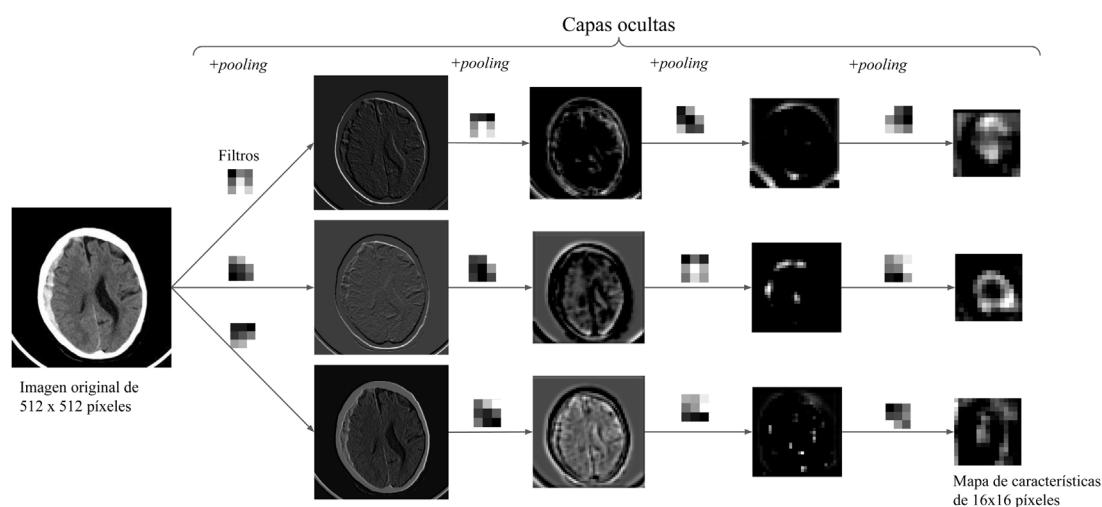 Capas ocultas
+pooling
+pooling
+pooling
+pooling
Filtros
Imagen original de
512 x 512 píxeles
Mapa de características
de 16x16 píxeles